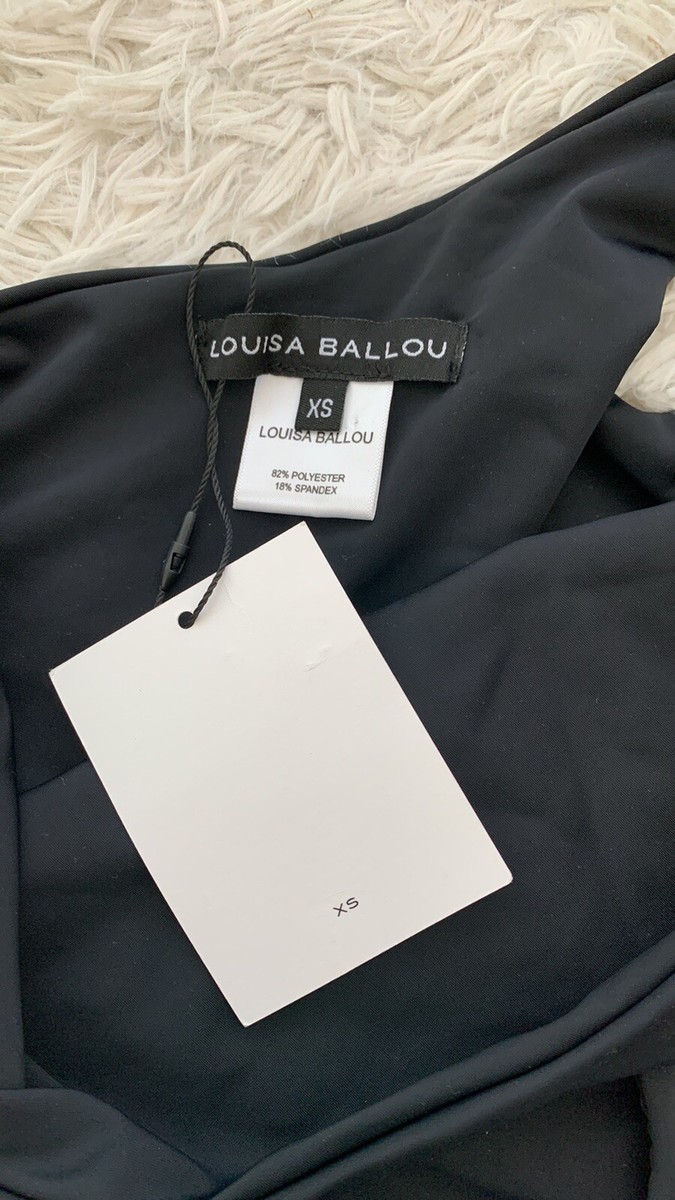 LOUISA BALLOU
XS
LOUISA BALLOU
82% POLYESTER
18% SPANDEX
XS